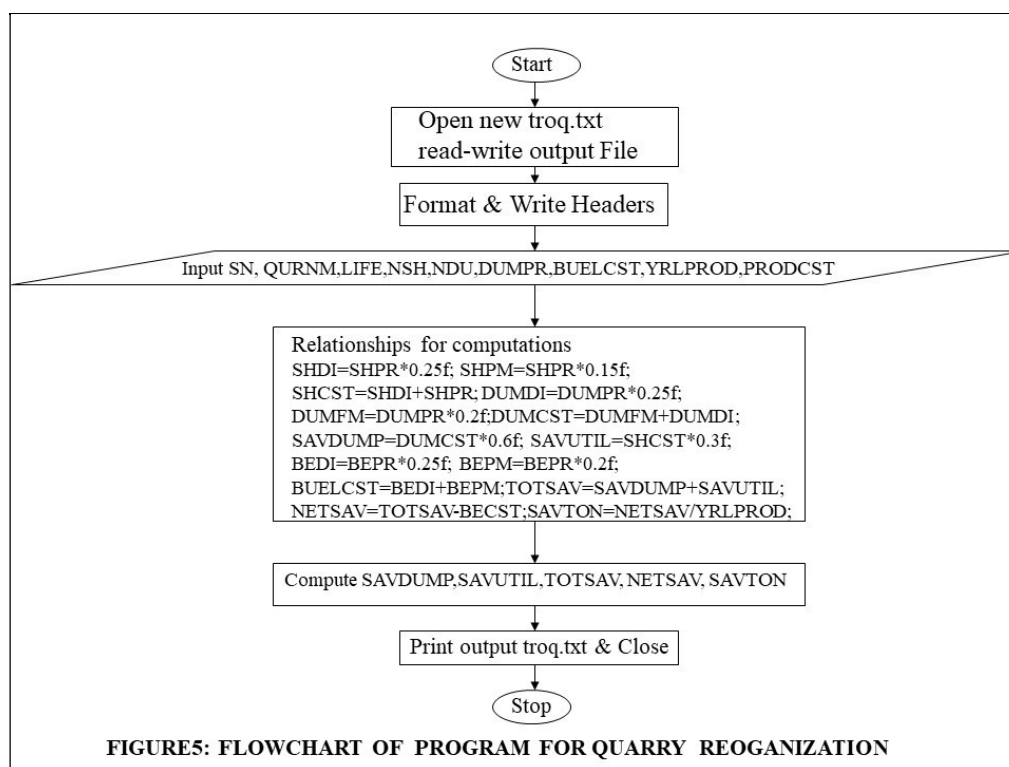 Start
Open new troq.txt
read-write output File
Format & Write Headers
Input SN, QURNM,LIFE,NSH,NDU,DUMPR,BUELCST,YRLPROD,PRODCST
Relationships for computations
SHDI=SHPR*0.25f; SHPM=SHPR*0.15f;
SHCST=SHDI+SHPR; DUMDI=DUMPR*0.25f;
DUMFM=DUMPR*0.2f;DUMCST=DUMFM+DUMDI;
SAVDUMP=DUMCST*0.6f; SAVUTIL=SHCST*0.3f;
BEDI=BEPR*0.25f; BEPM=BEPR*0.2f;
BUELCST=BEDI+BEPM;TOTSAV=SAVDUMP+SAVUTIL;
NETSAV=TOTSAV-BECST;SAVTON=NETSAV/YRLPROD;
Compute SAVDUMP,SAVUTIL,TOTSAV, NETSAV, SAVTON
Print output troq.txt & Close
Stop
FIGURE5: FLOWCHART OF PROGRAM FOR QUARRY REOGANIZATION